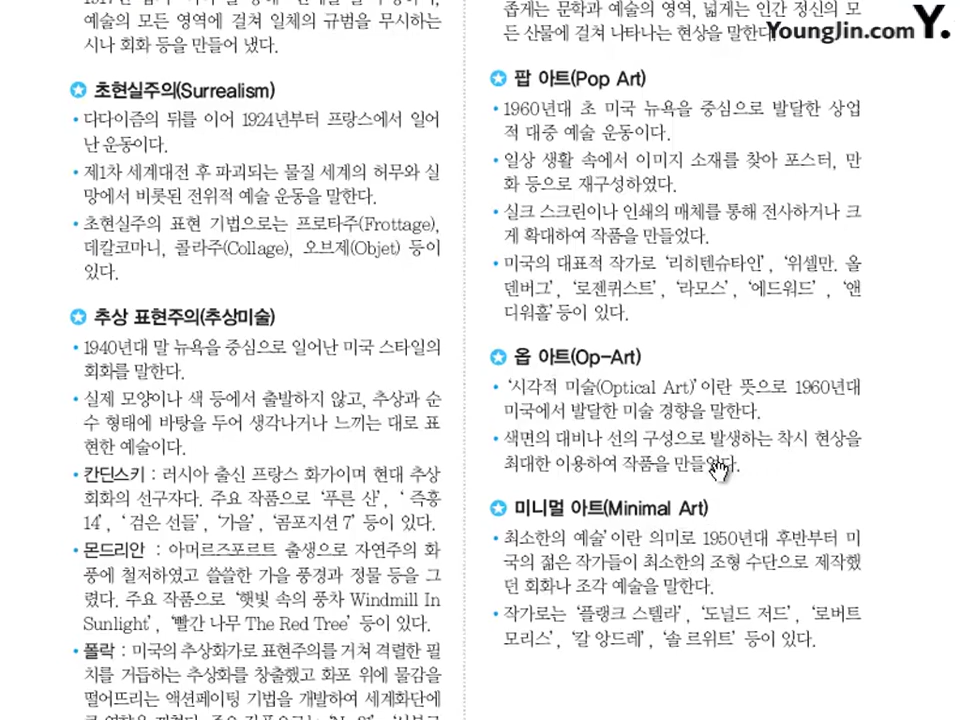 예술의 모든 영역에 걸쳐 일체의 규범을 무시하는
시나 회화 등을 만들어 냈다.
초현실주의(Surrealism)
• 다다이즘의 뒤를 이어 1924년부터 프랑스에서 일어
난 운동이다.
• 제1차 세계대전 후 파괴되는 물질 세계의 허무와 실
망에서 비롯된 전위적 예술 운동을 말한다.
• 초현실주의 표현 기법으로는 프로타주(Frottage),
데칼코마니, 콜라주(Collage), 오브제(Objet) 등이
있다.
추상 표현주의(추상미술)
• 1940년대 말 뉴욕을 중심으로 일어난 미국 스타일의
회화를 말한다.
• 실제 모양이나 색 등에서 출발하지 않고, 추상과 순
수 형태에 바탕을 두어 생각나거나 느끼는 대로 표
현한 예술이다.
• 칸딘스키 : 러시아 출신 프랑스 화가이며 현대 추상
회화의 선구자다. 주요 작품으로 ‘푸른 산’, ‘ 즉흥
14’, ‘ 검은 선들’, ‘가을’, ‘콤포지션 7’ 등이 있다.
• 몬드리안 : 아머르즈포르트 출생으로 자연주의 화
풍에 철저하였고 쓸쓸한 가을 풍경과 정물 등을 그
렸다. 주요 작품으로 ‘햇빛 속의 풍차 Windmill In
Sunlight’, ‘빨간 나무 The Red Tree’ 등이 있다.
• 폴락 : 미국의 추상화가로 표현주의를 거쳐 격렬한 필
치를 거듭하는 추상화를 창출했고 화포 위에 물감을
떨어뜨리는 액션페이팅 기법을 개발하여 세계화단에
좁게는 문학과 예술의 영역, 넓게는 인간 정신의 모
든 산물에 걸쳐 나타나는 현상을 말한다.
YoungJin.com Y.
팝 아트(Pop Art)
• 1960년대 초 미국 뉴욕을 중심으로 발달한 상업
적 대중 예술 운동이다.
• 일상 생활 속에서 이미지 소재를 찾아 포스터, 만
화 등으로 재구성하였다.
• 실크 스크린이나 인쇄의 매체를 통해 전사하거나 크
게 확대하여 작품을 만들었다.
• 미국의 대표적 작가로 ‘리히텐슈타인’, ‘위셀만. 올
덴버그’, ‘로젠퀴스트’, ‘라모스’, ‘에드워드’ , ‘앤
디워홀’ 등이 있다.
옵 아트(Op-Art)
• ‘시각적 미술(Optical Art)’이란 뜻으로 1960년대
미국에서 발달한 미술 경향을 말한다.
• 색면의 대비나 선의 구성으로 발생하는 착시 현상을
최대한 이용하여 작품을 만들었다.
미니멀 아트(Minimal Art)
• 최소한의 예술’이란 의미로 1950년대 후반부터 미
국의 젊은 작가들이 최소한의 조형 수단으로 제작했
던 회화나 조각 예술을 말한다.
• 작가로는 ‘플랭크 스텔라’, ‘도널드 저드’, ‘로버트
모리스’, ‘칼 앙드레’, ‘솔 르위트’ 등이 있다.